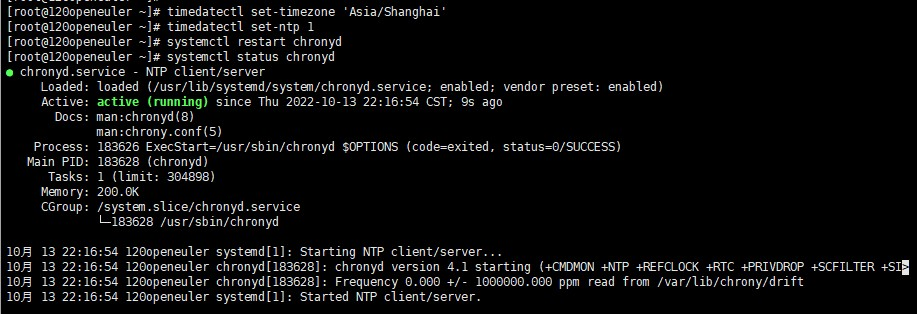 [root@120openeuler ~]# timedatectl set-timezone 'Asia/Shanghai'
[root@120openeuler ~]# timedatectl set-ntp 1
[root@120openeuler ~]# systemctl restart chronyd
[root@120openeuler ~]# systemctl status chronyd
● chronyd.service - NTP client/server
     Loaded: loaded (/usr/lib/systemd/system/chronyd.service; enabled; vendor preset: enabled)
     Active: active (running) since Thu 2022-10-13 22:16:54 CST; 9s ago
       Docs: man:chronyd(8)
             man:chrony.conf(5)
    Process: 183626 ExecStart=/usr/sbin/chronyd $OPTIONS (code=exited, status=0/SUCCESS)
   Main PID: 183628 (chronyd)
      Tasks: 1 (limit: 304898)
     Memory: 200.0K
     CGroup: /system.slice/chronyd.service
             └─183628 /usr/sbin/chronyd
10月 13 22:16:54 120openeuler systemd[1]: Starting NTP client/server...
10月 13 22:16:54 120openeuler chronyd[183628]: chronyd version 4.1 starting (+CMDMON +NTP +REFCLOCK +RTC +PRIVDROP +SCFILTER +SI>
10月 13 22:16:54 120openeuler chronyd[183628]: Frequency 0.000 +/- 1000000.000 ppm read from /var/lib/chrony/drift
10月 13 22:16:54 120openeuler systemd[1]: Started NTP client/server.